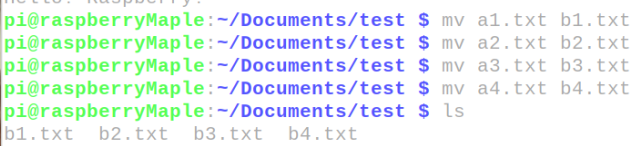 Hello! Raspberry!
pi@raspberryMaple:~/Documents/test $ mv a1.txt b1.txt
pi@raspberryMaple:~/Documents/test $ mv a2.txt b2.txt
pi@raspberryMaple:~/Documents/test $ mv a3.txt b3.txt
pi@raspberryMaple:~/Documents/test $ mv a4.txt b4.txt
pi@raspberryMaple:~/Documents/test $ ls
b1.txt  b2.txt  b3.txt  b4.txt